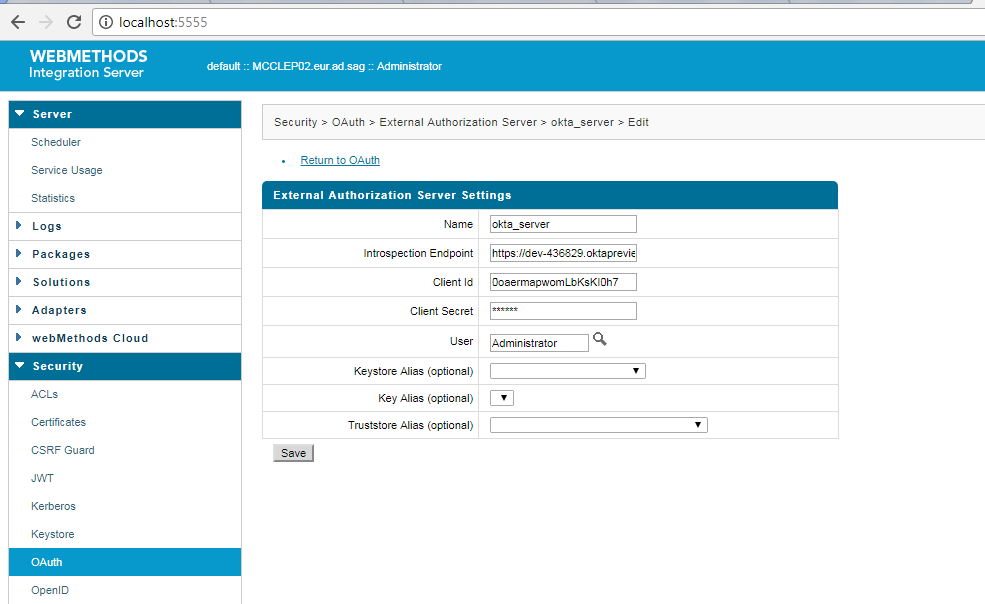 localhost:5555
WEBMETHODS
Integration Server
default :: MCCLEP02.eur.ad.sag :: Administrator
Server
Scheduler
Service Usage
Statistics
Logs
Packages
Solutions
Adapters
webMethods Cloud
Security
ACLs
Certificates
CSRF Guard
JWT
Kerberos
Keystore
OAuth
OpenID
Security > OAuth > External Authorization Server > okta_server > Edit
Return to OAuth
External Authorization Server Settings
Name okta_server
Introspection Endpoint https://dev-436829.oktaprevie
Client Id 0oaermapwomLbKsKI0h7
Client Secret ******
User Administrator
Keystore Alias (optional)
Key Alias (optional)
Truststore Alias (optional)
Save